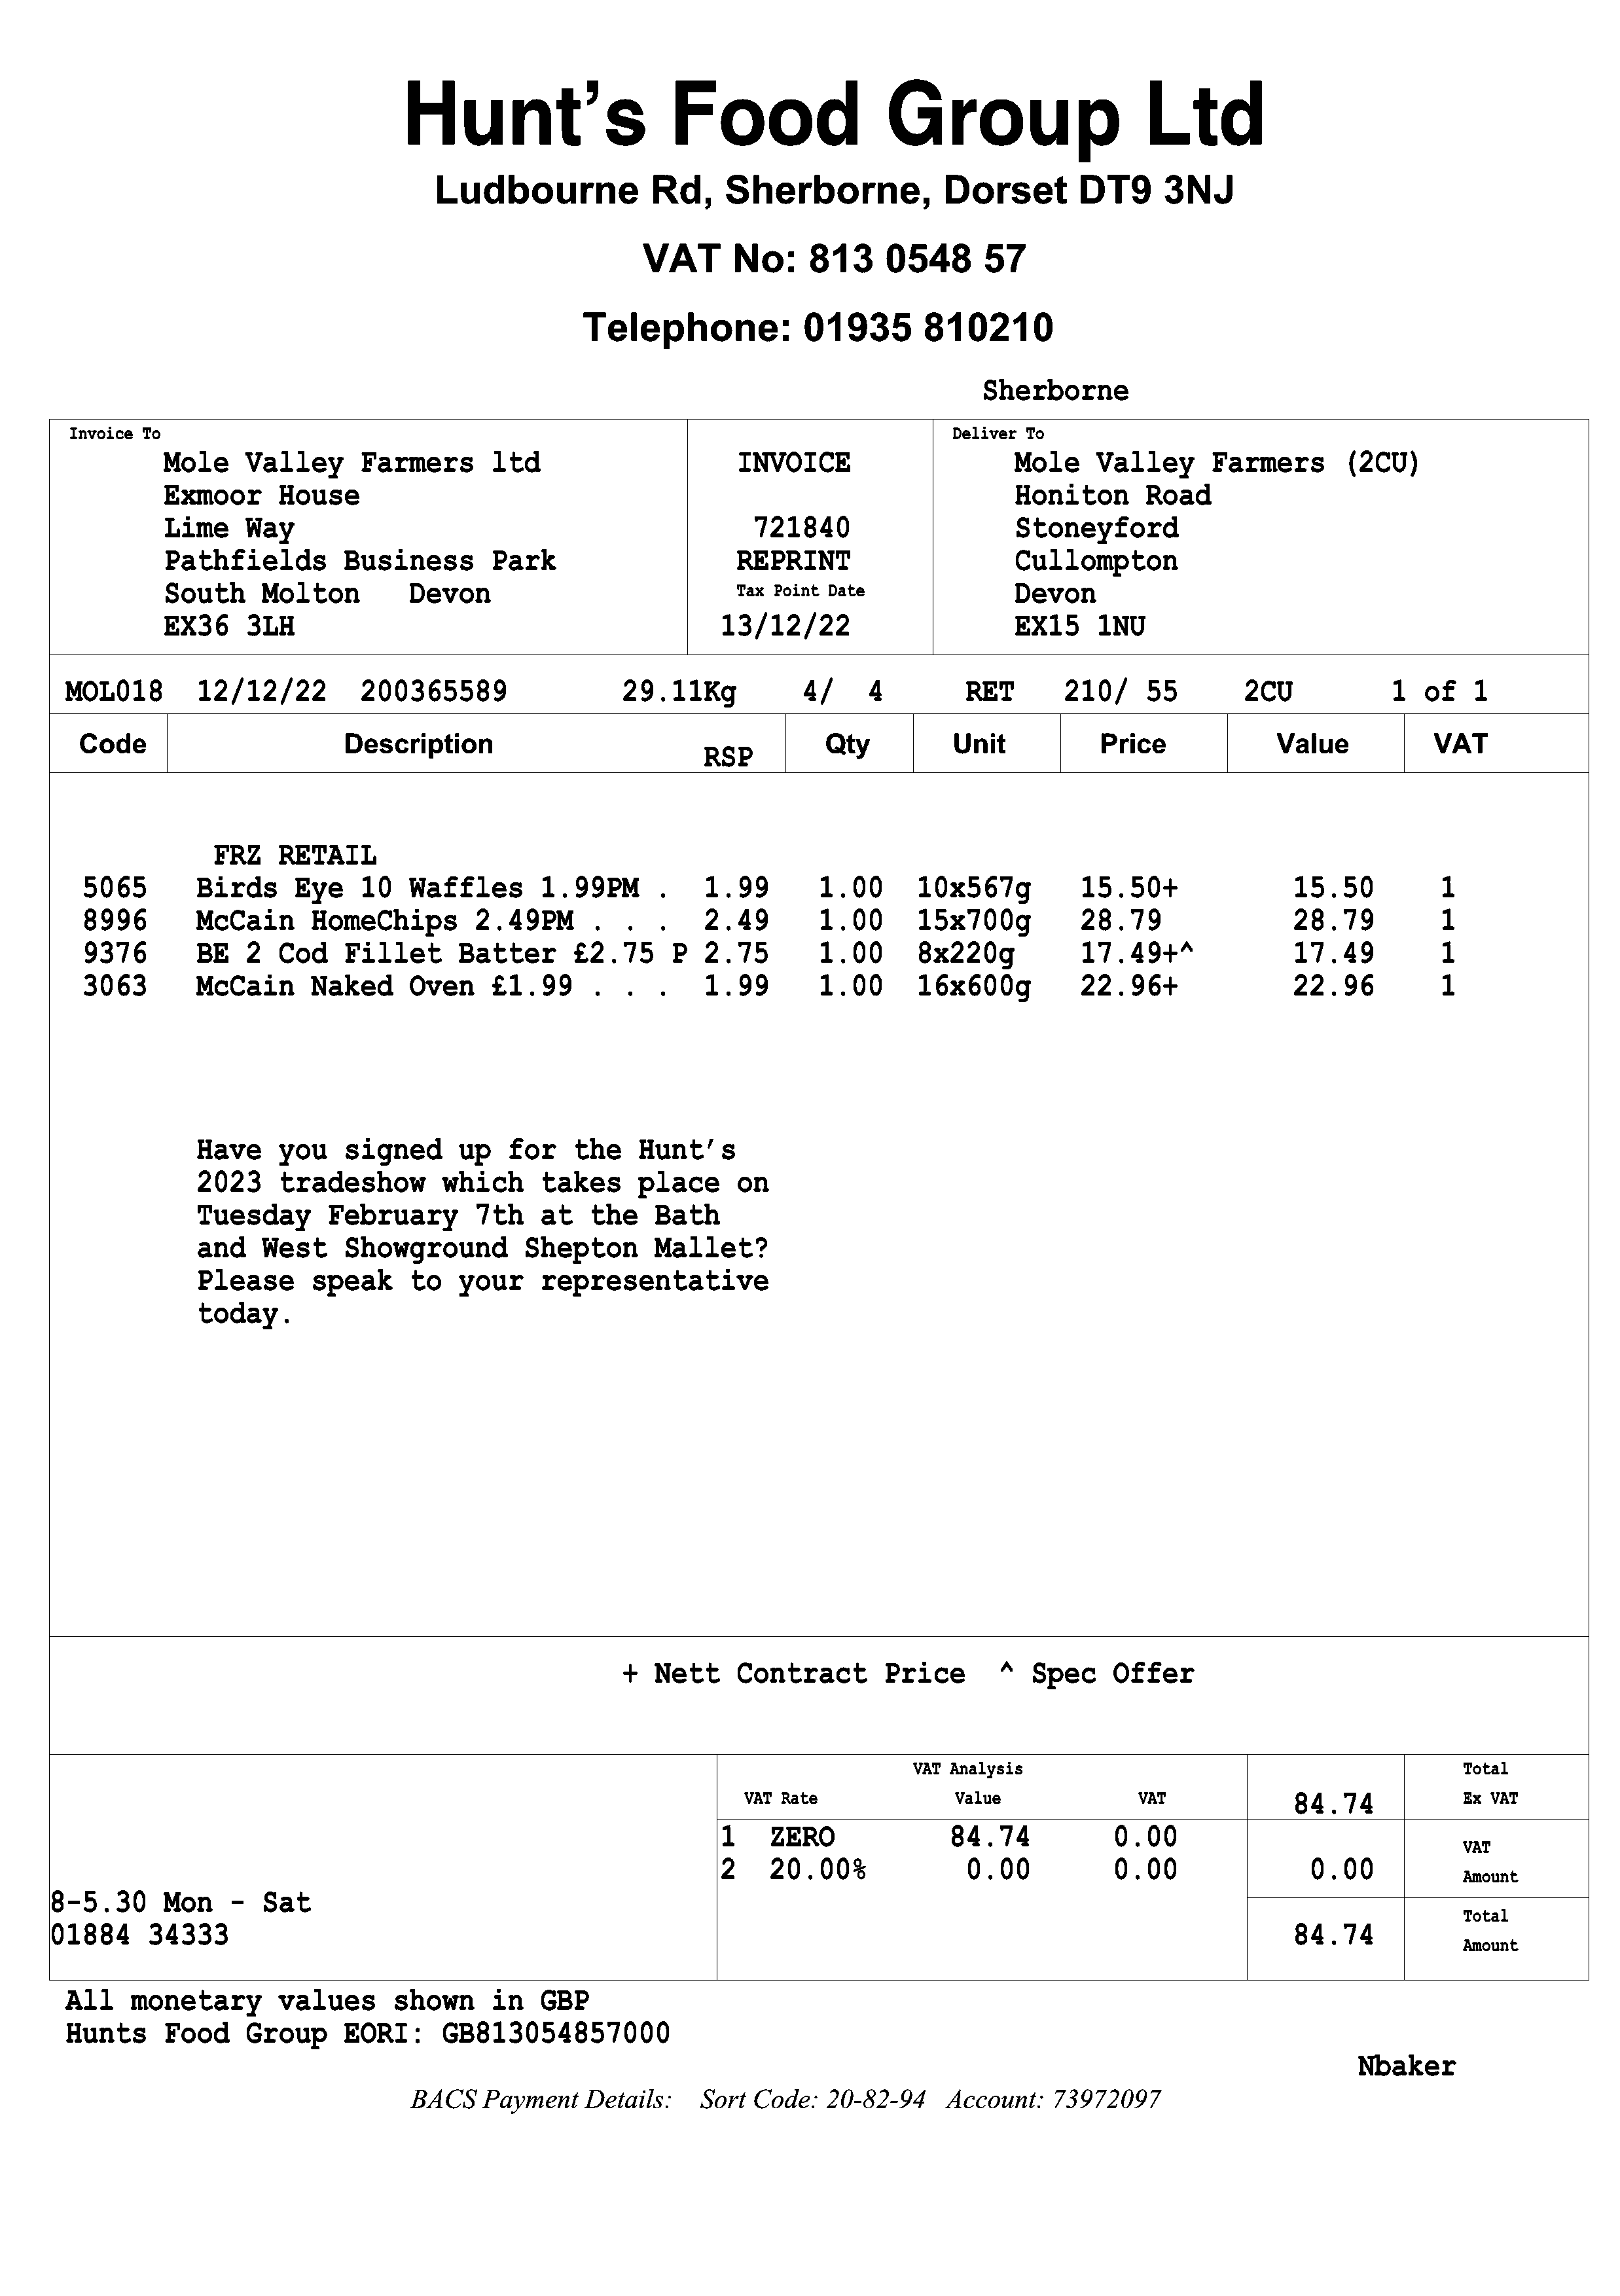 Hunt's Food Group Ltd
Ludbourne Rd, Sherborne, Dorset DT9 3NJ
VAT No: 813 0548 57
Telephone: 01935 810210
Sherborne
Invoice To
Mole Valley Farmers ltd
Exmoor House
Lime Way
Pathfields Business Park
South Molton   Devon
EX36 3LH
INVOICE
721840
REPRINT
Tax Point Date
13/12/22
Deliver To
Mole Valley Farmers (2CU)
Honiton Road
Stoneyford
Cullompton
Devon
EX15 1NU
MOL018  12/12/22  200365589  29.11Kg  4/  4  RET  210/ 55  2CU  1 of 1
Code  Description  RSP  Qty  Unit  Price  Value  VAT
FRZ RETAIL
5065  Birds Eye 10 Waffles 1.99PM .  1.99  1.00  10x567g  15.50+  15.50  1
8996  McCain HomeChips 2.49PM . . .  2.49  1.00  15x700g  28.79  28.79  1
9376  BE 2 Cod Fillet Batter £2.75 P  2.75  1.00  8x220g  17.49+^  17.49  1
3063  McCain Naked Oven £1.99 . . .  1.99  1.00  16x600g  22.96+  22.96  1
Have you signed up for the Hunt's
2023 tradeshow which takes place on
Tuesday February 7th at the Bath
and West Showground Shepton Mallet?
Please speak to your representative
today.
+ Nett Contract Price  ^ Spec Offer
VAT Analysis
VAT Rate  Value  VAT
1  ZERO  84.74  0.00
2  20.00%  0.00  0.00
84.74  Total Ex VAT
0.00  VAT Amount
84.74  Total Amount
8-5.30 Mon - Sat
01884 34333
All monetary values shown in GBP
Hunts Food Group EORI: GB813054857000
Nbaker
BACS Payment Details:  Sort Code: 20-82-94  Account: 73972097